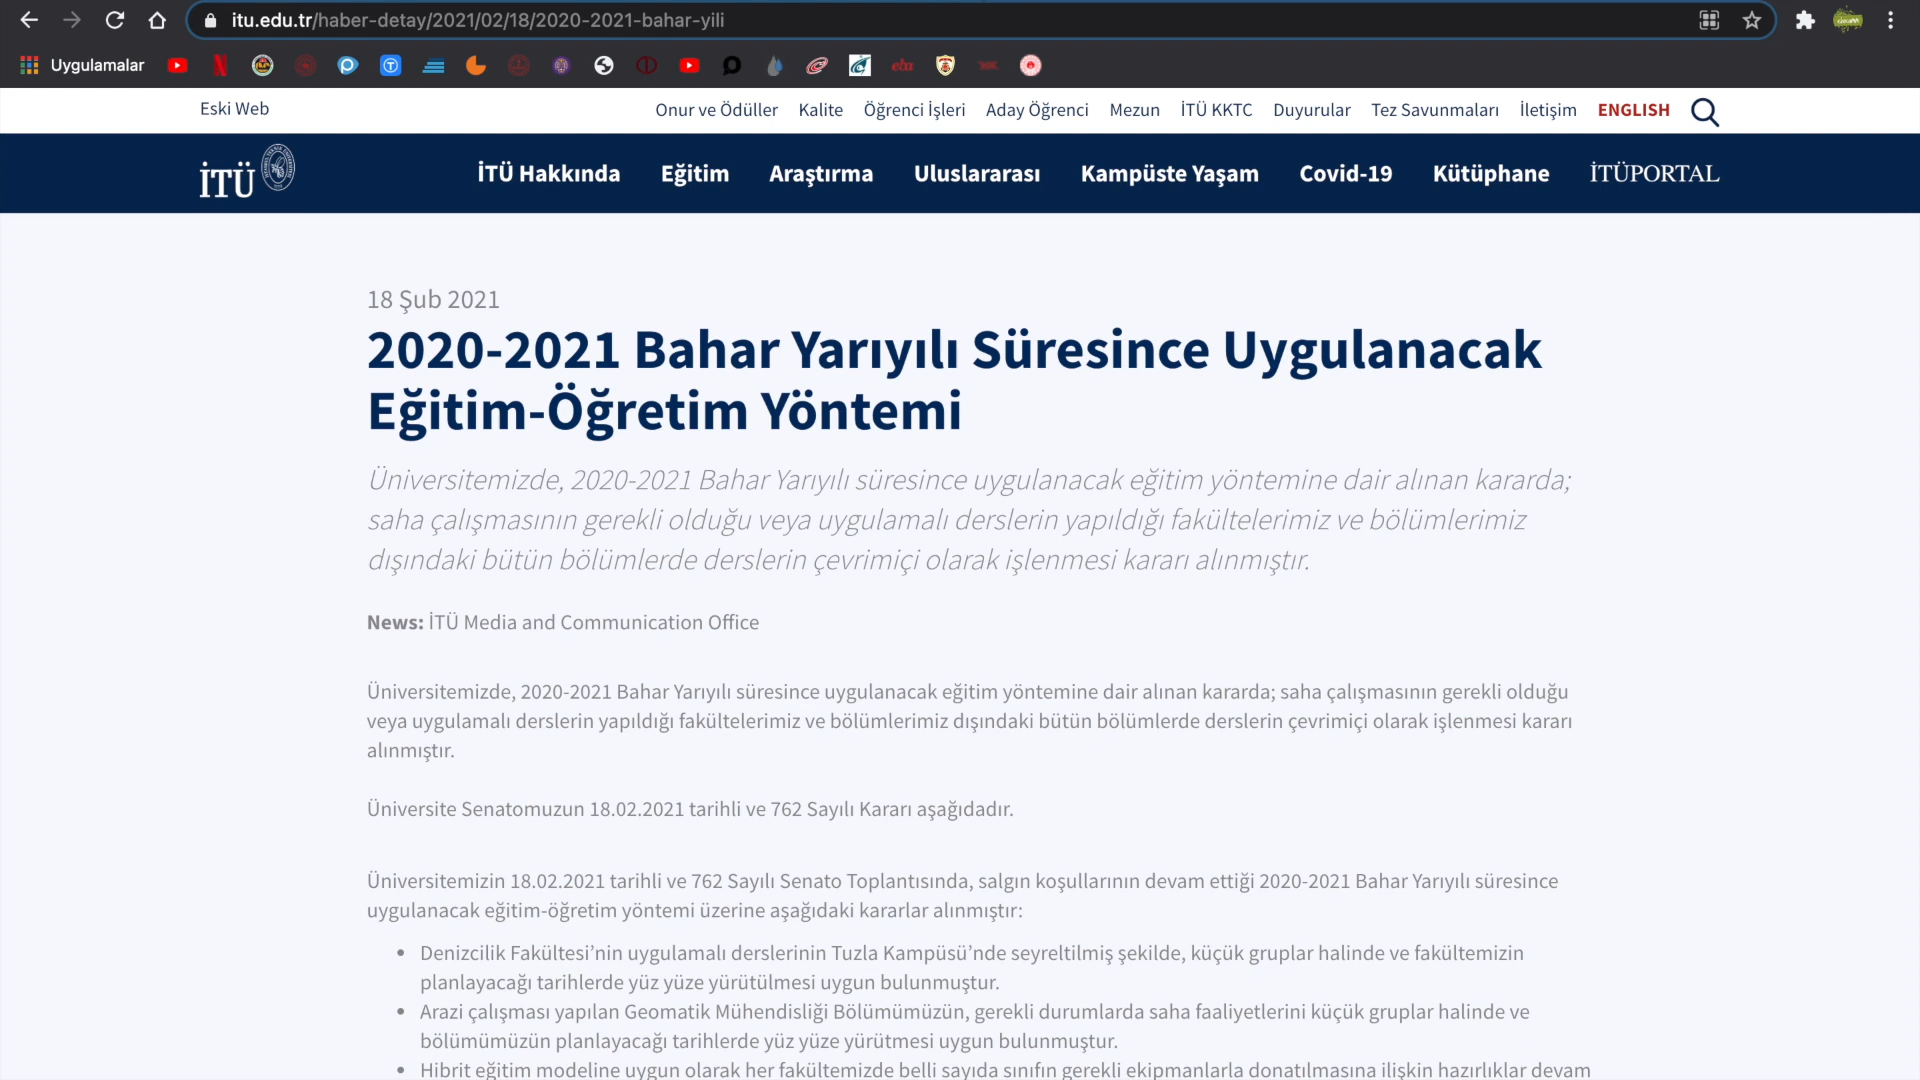 itu.edu.tr/haber-detay/2021/02/18/2020-2021-bahar-yili
Uygulamalar
Eski Web
Onur ve Ödüller Kalite Öğrenci İşleri Aday Öğrenci Mezun İTÜ KKTC Duyurular Tez Savunmaları İletişim ENGLISH
İTÜ
İTÜ Hakkında Eğitim Araştırma Uluslararası Kampüste Yaşam Covid-19 Kütüphane İTÜPORTAL
18 Şub 2021
2020-2021 Bahar Yarıyılı Süresince Uygulanacak
Eğitim-Öğretim Yöntemi
Üniversitemizde, 2020-2021 Bahar Yarıyılı süresince uygulanacak eğitim yöntemine dair alınan kararda;
saha çalışmasının gerekli olduğu veya uygulamalı derslerin yapıldığı fakültelerimiz ve bölümlerimiz
dışındaki bütün bölümlerde derslerin çevrimiçi olarak işlenmesi kararı alınmıştır.
News: İTÜ Media and Communication Office
Üniversitemizde, 2020-2021 Bahar Yarıyılı süresince uygulanacak eğitim yöntemine dair alınan kararda; saha çalışmasının gerekli olduğu
veya uygulamalı derslerin yapıldığı fakültelerimiz ve bölümlerimiz dışındaki bütün bölümlerde derslerin çevrimiçi olarak işlenmesi kararı
alınmıştır.
Üniversite Senatomuzun 18.02.2021 tarihli ve 762 Sayılı Kararı aşağıdadır.
Üniversitemizin 18.02.2021 tarihli ve 762 Sayılı Senato Toplantısında, salgın koşullarının devam ettiği 2020-2021 Bahar Yarıyılı süresince
uygulanacak eğitim-öğretim yöntemi üzerine aşağıdaki kararlar alınmıştır:
• Denizcilik Fakültesi’nin uygulamalı derslerinin Tuzla Kampüsü’nde seyreltilmiş şekilde, küçük gruplar halinde ve fakültemizin
planlayacağı tarihlerde yüz yüze yürütülmesi uygun bulunmuştur.
• Arazi çalışması yapılan Geomatik Mühendisliği Bölümümüzün, gerekli durumlarda saha faaliyetlerini küçük gruplar halinde ve
bölümümüzün planlayacağı tarihlerde yüz yüze yürütmesi uygun bulunmuştur.
• Hibrit eğitim modeline uygun olarak her fakültemizde belli sayıda sınıfın gerekli ekipmanlarla donatılmasına ilişkin hazırlıklar devam